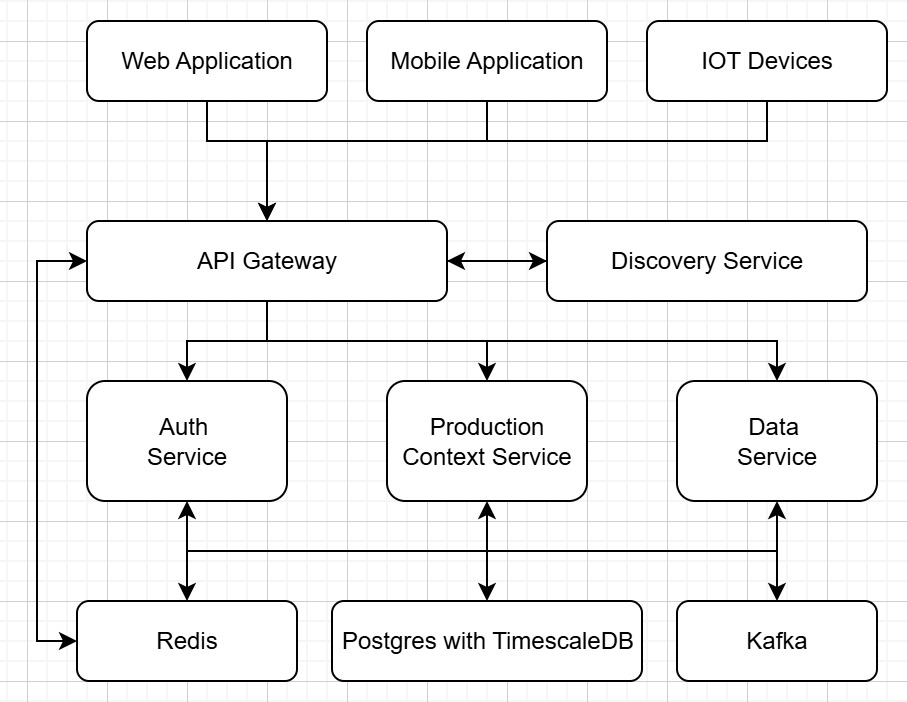 Web Application
Mobile Application
IOT Devices
API Gateway
Discovery Service
Auth
Service
Production
Context Service
Data
Service
Redis
Postgres with TimescaleDB
Kafka